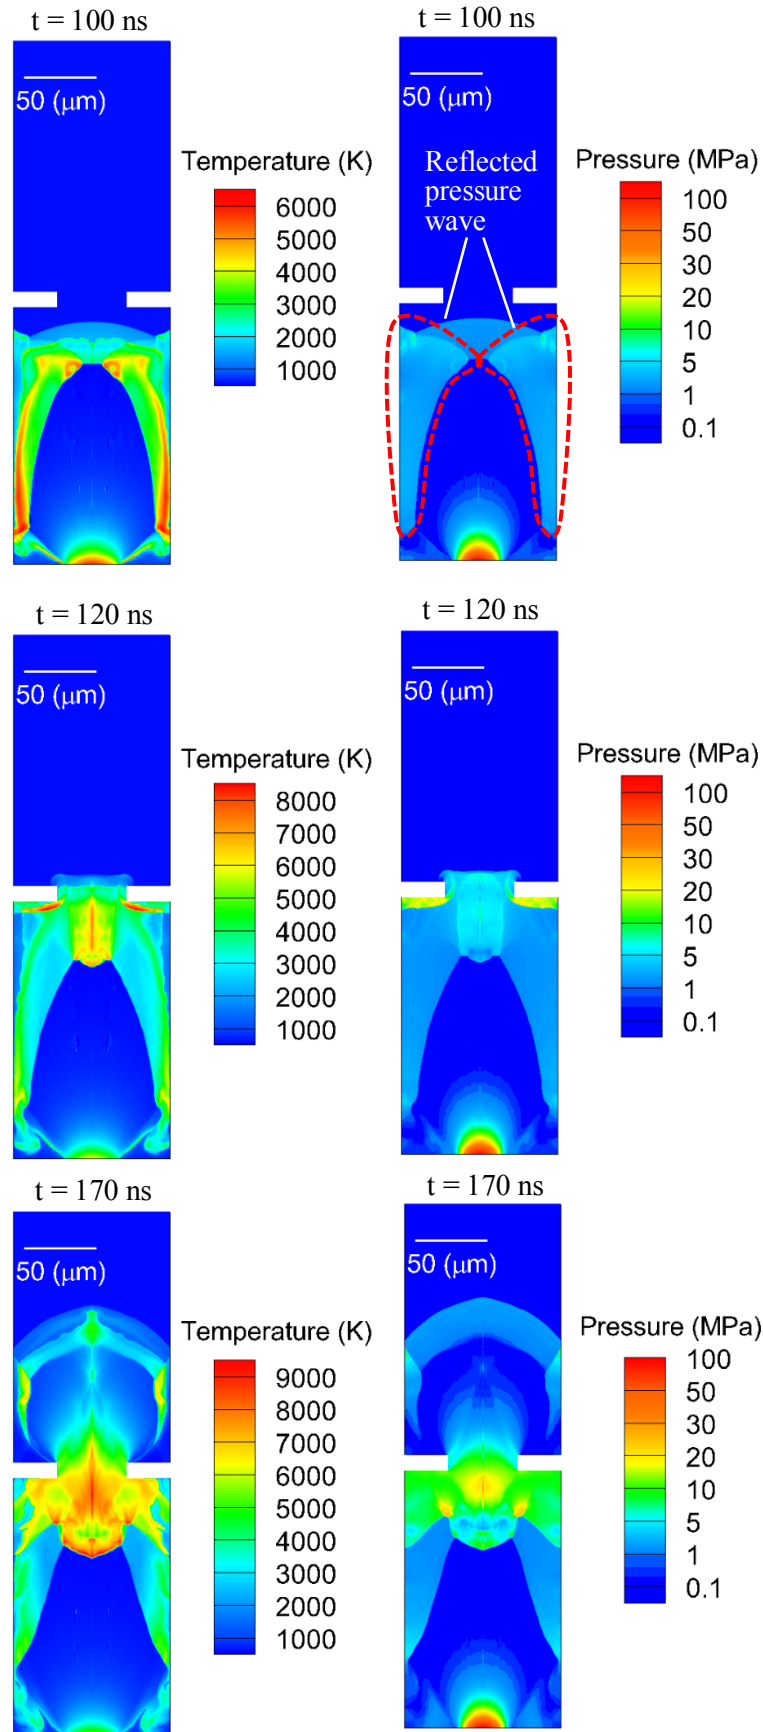 t = 100 ns
50 (μm)
Temperature (K)
6000
5000
4000
3000
2000
1000
t = 100 ns
50 (μm)
Reflected
pressure
wave
Pressure (MPa)
100
50
30
20
10
5
1
0.1
t = 120 ns
50 (μm)
Temperature (K)
8000
7000
6000
5000
4000
3000
2000
1000
t = 120 ns
50 (μm)
Pressure (MPa)
100
50
30
20
10
5
1
0.1
t = 170 ns
50 (μm)
Temperature (K)
9000
8000
7000
6000
5000
4000
3000
2000
1000
t = 170 ns
50 (μm)
Pressure (MPa)
100
50
30
20
10
5
1
0.1